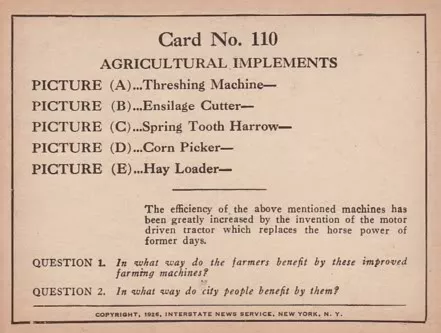 Card No. 110
AGRICULTURAL IMPLEMENTS
PICTURE (A)...Threshing Machine—
PICTURE (B)...Ensilage Cutter—
PICTURE (C)...Spring Tooth Harrow—
PICTURE (D)...Corn Picker—
PICTURE (E)...Hay Loader—
The efficiency of the above mentioned machines has
been greatly increased by the invention of the motor
driven tractor which replaces the horse power of
former days.
QUESTION 1. In what way do the farmers benefit by these improved
farming machines?
QUESTION 2. In what way do city people benefit by them?
COPYRIGHT, 1926, INTERSTATE NEWS SERVICE, NEW YORK, N. Y.